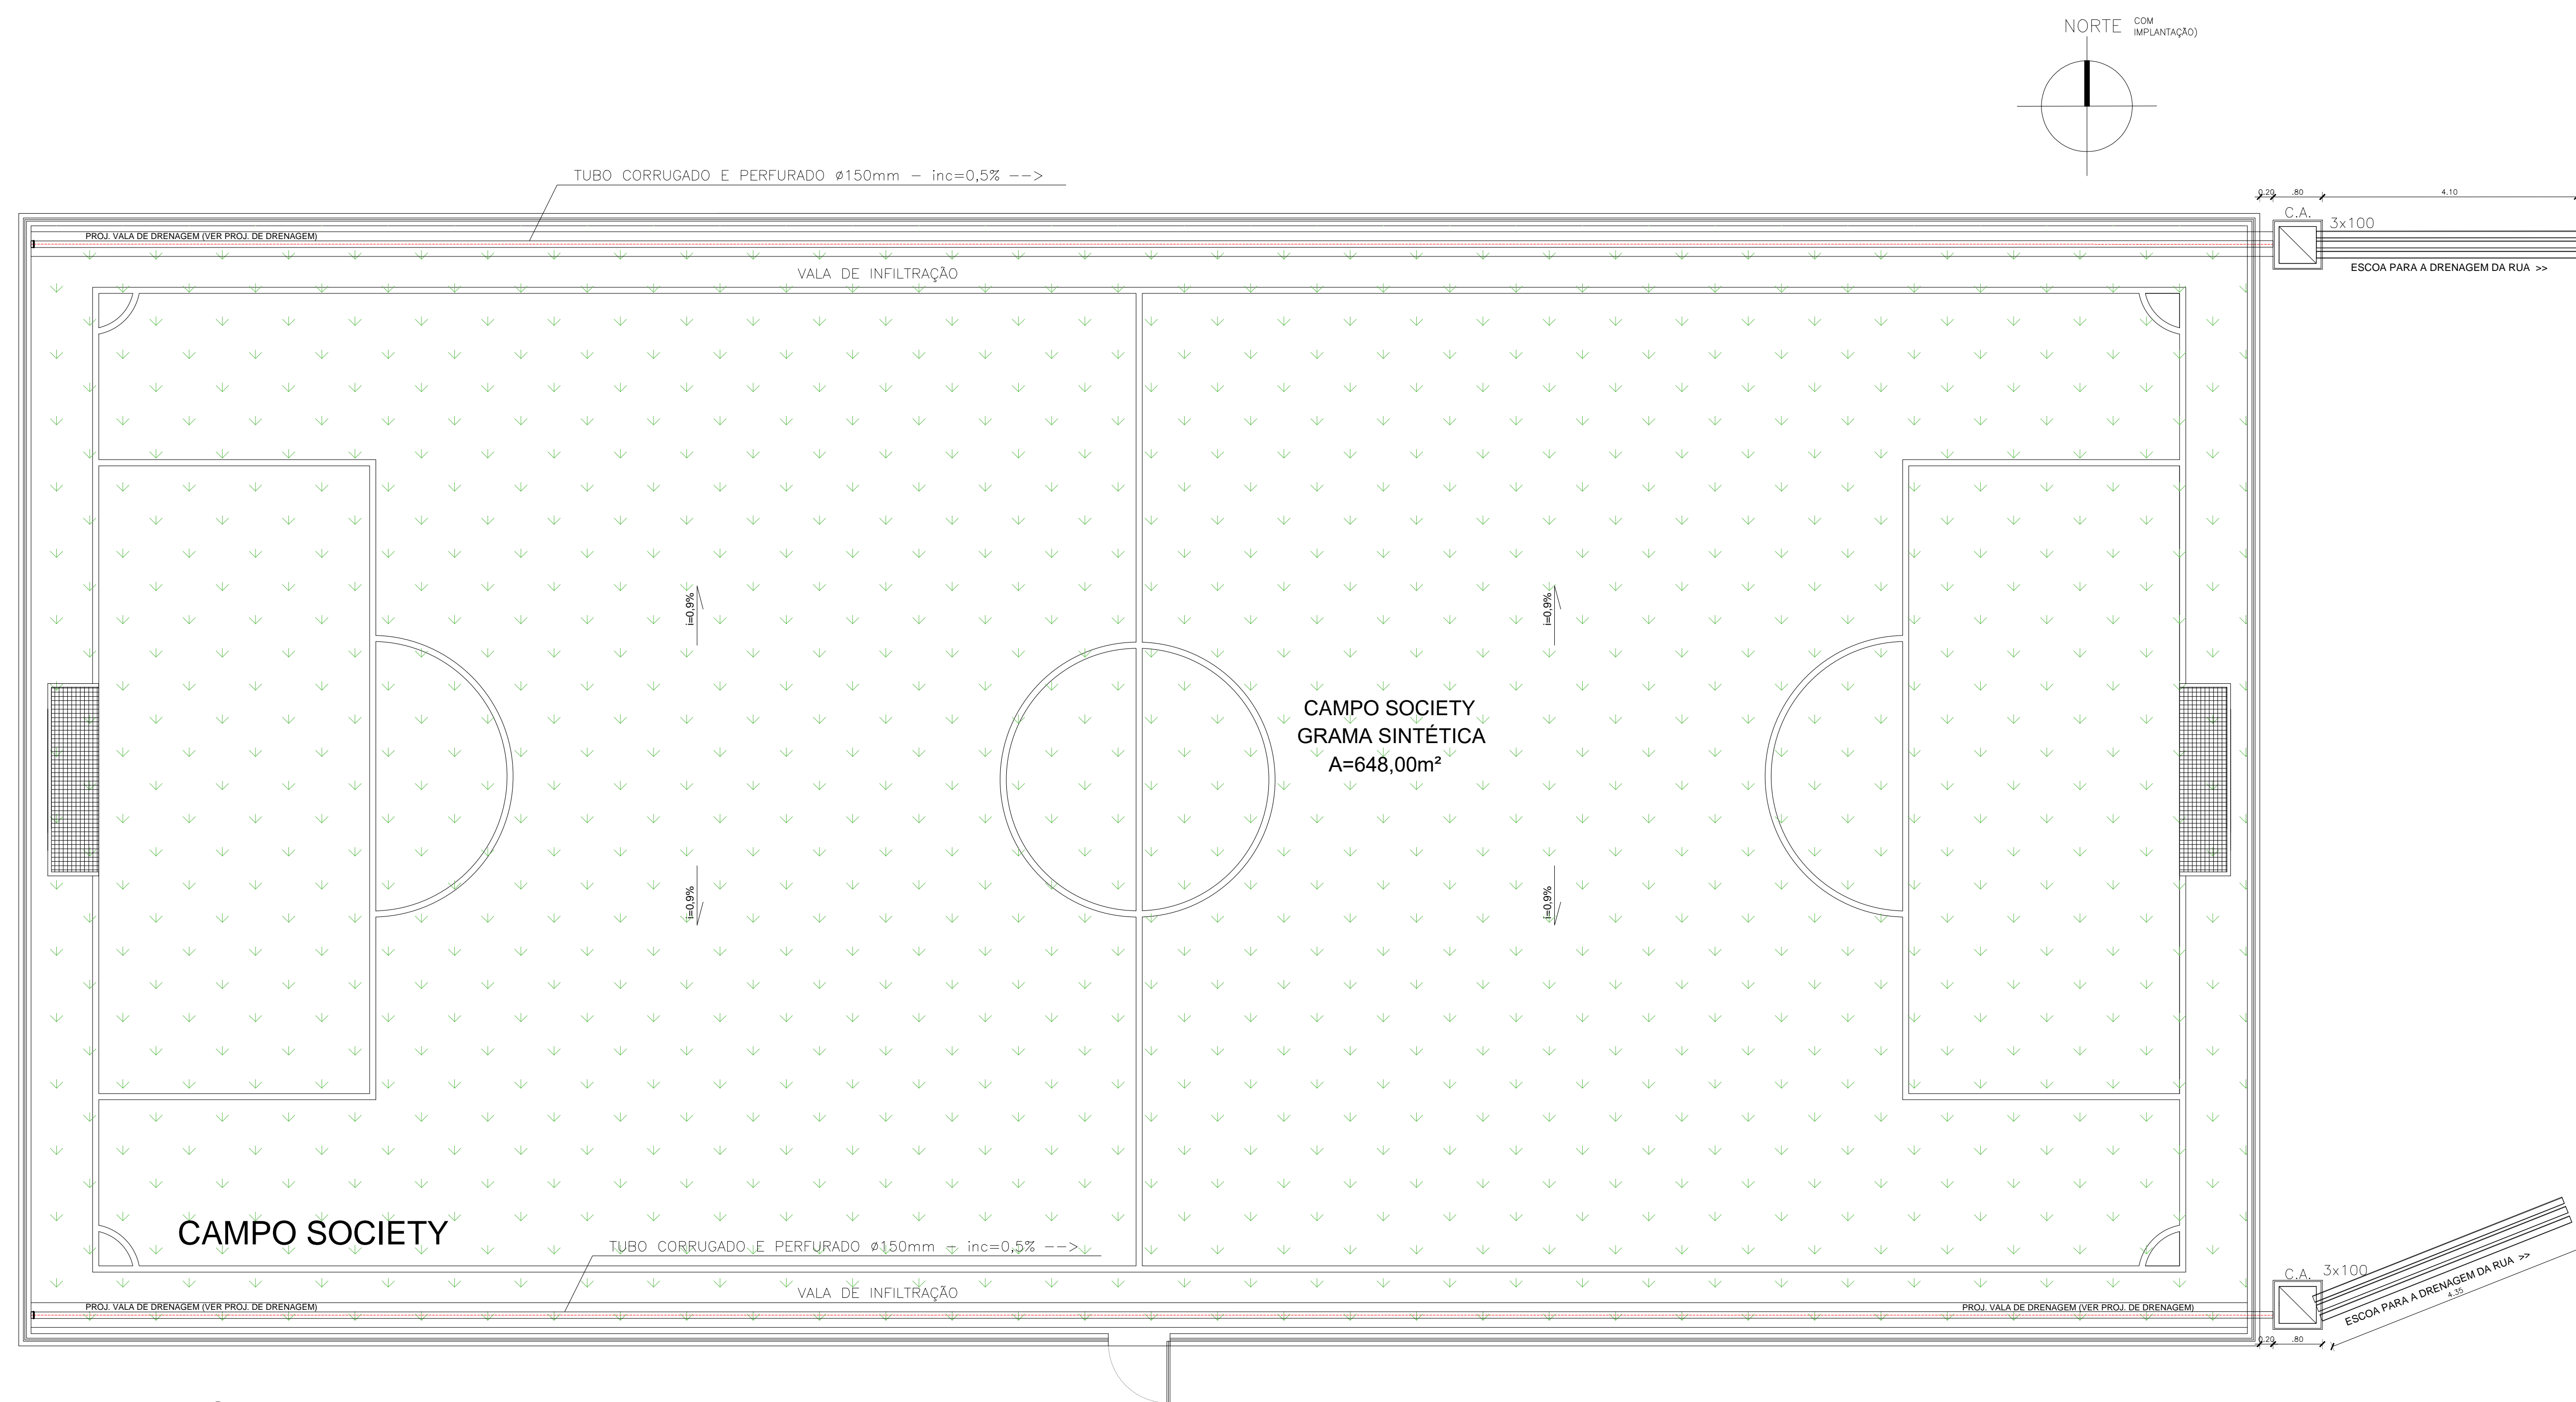 NORTE
COM
IMPLANTAÇÃO)
TUBO CORRUGADO E PERFURADO ø150mm - inc=0,5% -->
0.20
.80
4.10
C.A.
3x100
PROJ. VALA DE DRENAGEM (VER PROJ. DE DRENAGEM)
ESCOA PARA A DRENAGEM DA RUA >>
VALA DE INFILTRAÇÃO
i=0,9%
i=0,9%
CAMPO SOCIETY
GRAMA SINTÉTICA
A=648,00m²
i=0,9%
i=0,9%
CAMPO SOCIETY
TUBO CORRUGADO E PERFURADO ø150mm - inc=0,5% -->
VALA DE INFILTRAÇÃO
C.A.
3x100
ESCOA PARA A DRENAGEM DA RUA >>
4.35
PROJ. VALA DE DRENAGEM (VER PROJ. DE DRENAGEM)
PROJ. VALA DE DRENAGEM (VER PROJ. DE DRENAGEM)
0.20
.80